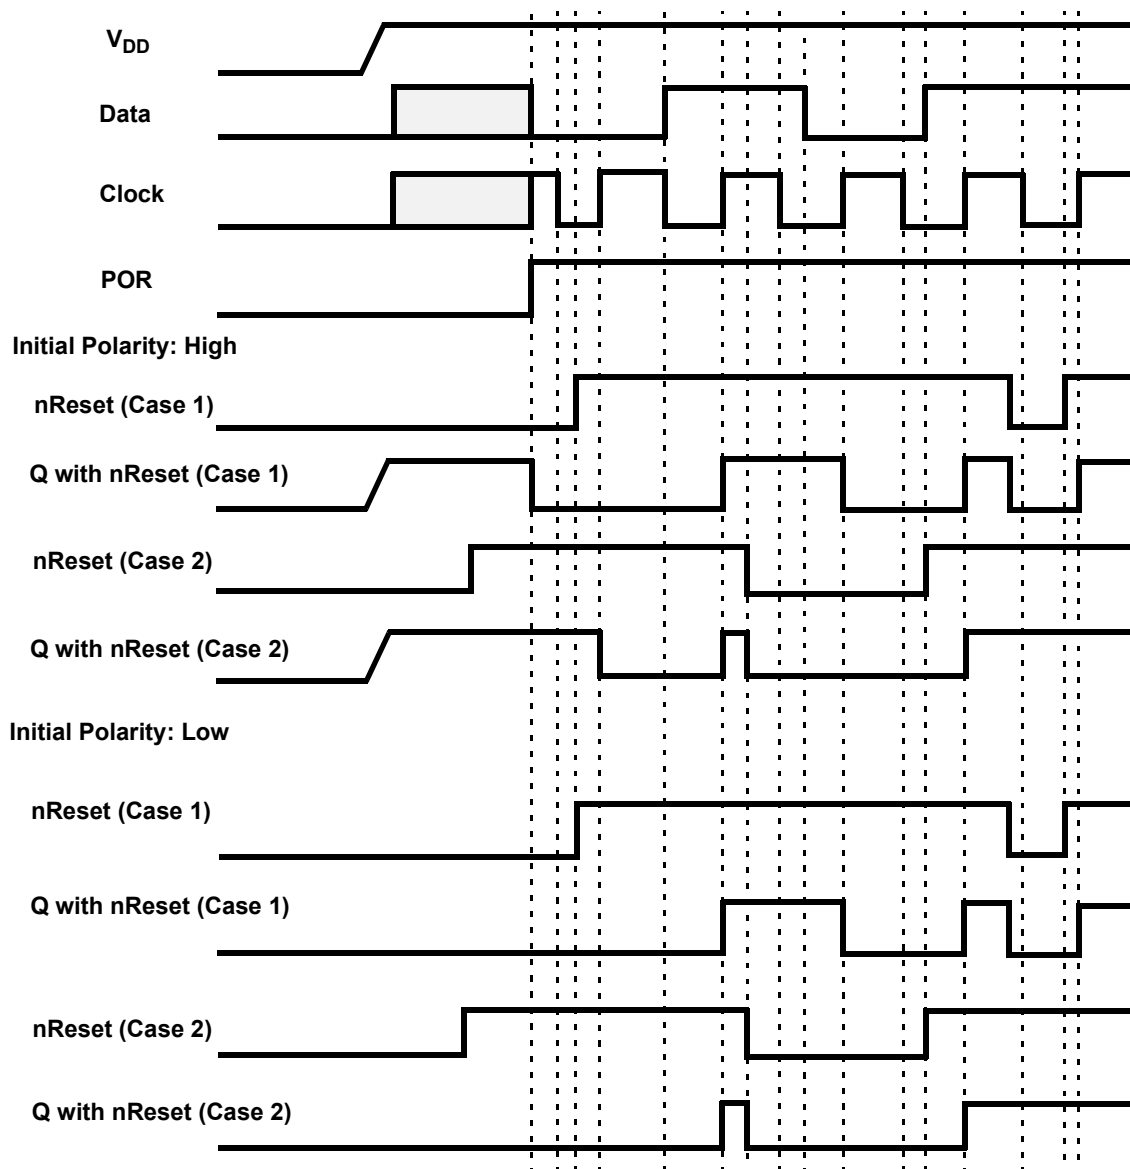 VDD
Data
Clock
POR
Initial Polarity: High
nReset (Case 1)
Q with nReset (Case 1)
nReset (Case 2)
Q with nReset (Case 2)
Initial Polarity: Low
nReset (Case 1)
Q with nReset (Case 1)
nReset (Case 2)
Q with nReset (Case 2)